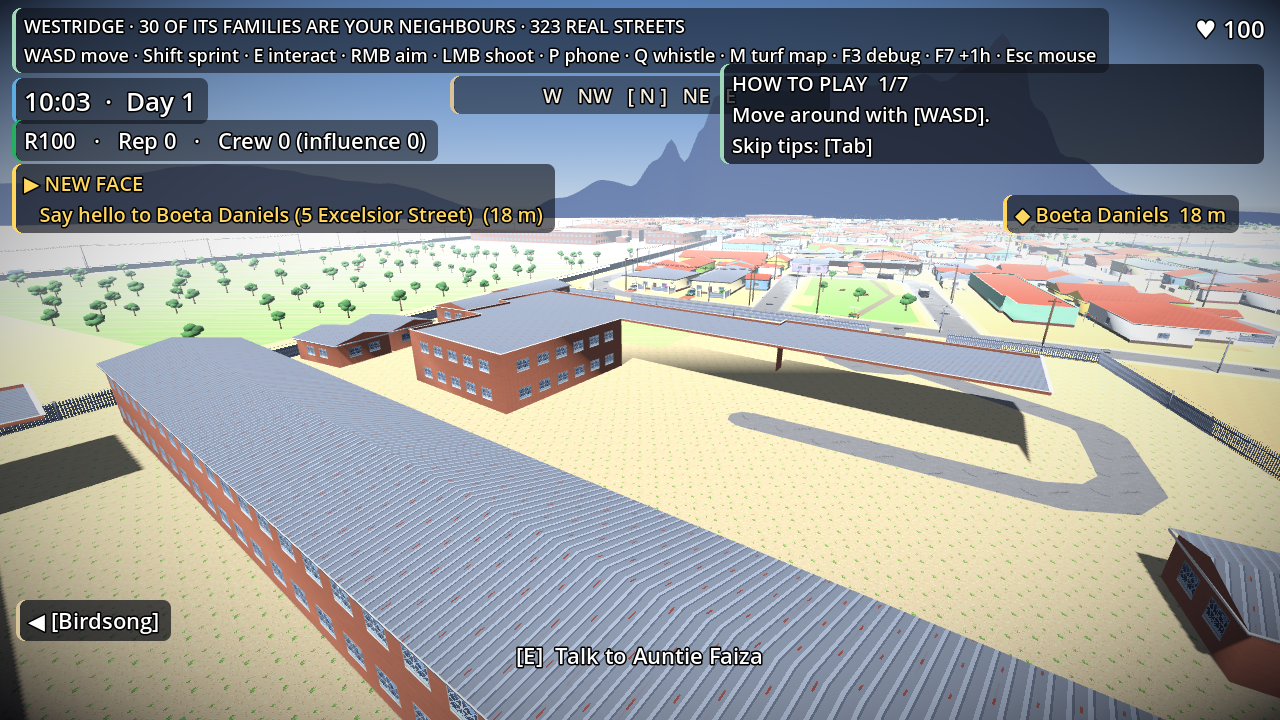 WESTRIDGE · 30 OF ITS FAMILIES ARE YOUR NEIGHBOURS · 323 REAL STREETS
WASD move · Shift sprint · E interact · RMB aim · LMB shoot · P phone · Q whistle · M turf map · F3 debug · F7 +1h · Esc mouse
♥ 100
10:03 · Day 1
W NW [ N ] NE E
HOW TO PLAY 1/7
Move around with [WASD].
Skip tips: [Tab]
R100 · Rep 0 · Crew 0 (influence 0)
▶ NEW FACE
Say hello to Boeta Daniels (5 Excelsior Street) (18 m)
◆ Boeta Daniels 18 m
◀ [Birdsong]
[E] Talk to Auntie Faiza